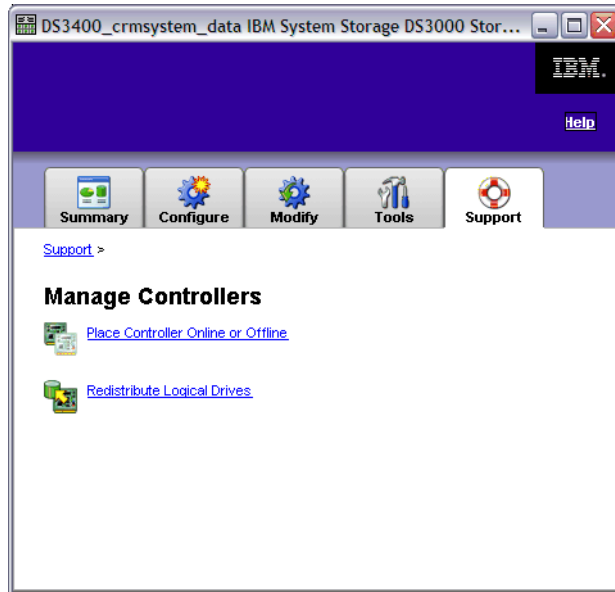 DS3400_crmsystem_data IBM System Storage DS3000 Stor...
IBM.
Help
Summary
Configure
Modify
Tools
Support
Support >
Manage Controllers
Place Controller Online or Offline
Redistribute Logical Drives